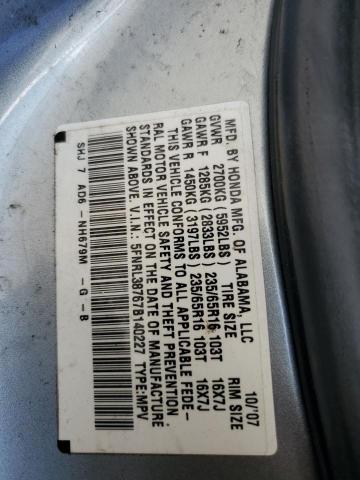 MFD. BY HONDA MFG. OF ALABAMA, LLC 10/'07
GVWR 2700KG (5952LBS) TIRE SIZE RIM SIZE
GAWR F 1285KG (2833LBS) 235/65R16 103T 16X7J
GAWR R 1450KG (3197LBS) 235/65R16 103T 16X7J
THIS VEHICLE CONFORMS TO ALL APPLICABLE FEDE-
RAL MOTOR VEHICLE SAFETY AND THEFT PREVENTION
STANDARDS IN EFFECT ON THE DATE OF MANUFACTURE
SHOWN ABOVE. V.I.N.: 5FNRL38767B140227 TYPE:MPV
SHJ 7 AO6 -NH679M -G -B